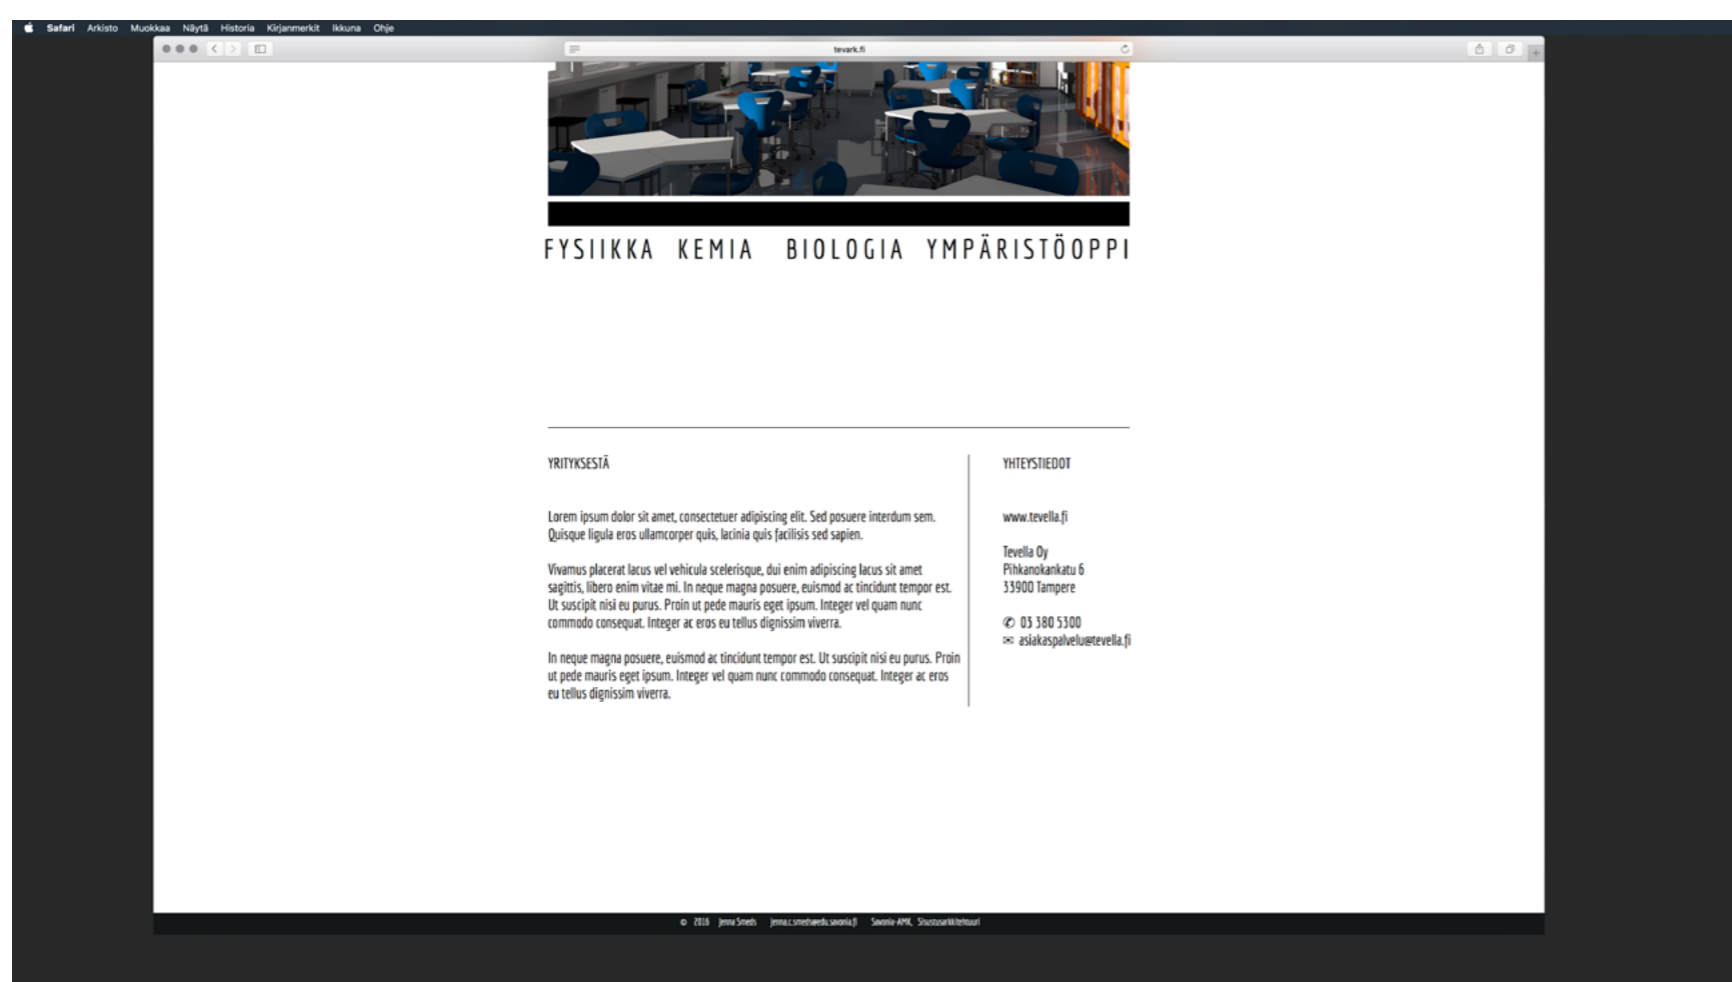 Safari Arkisto Muokkaa Näytä Historia Kirjanmerkit Ikkuna Ohje
tevark.fi
FYSIIKKA KEMIA BIOLOGIA YMPÄRISTÖOPPI
YRITYKSESTÄ
Lorem ipsum dolor sit amet, consectetuer adipiscing elit. Sed posuere interdum sem.
Quisque ligula eros ullamcorper quis, lacinia quis facilisis sed sapien.
Vivamus placerat lacus vel vehicula scelerisque, dui enim adipiscing lacus sit amet
sagittis, libero enim vitae mi. In neque magna posuere, euismod ac tincidunt tempor est.
Ut suscipit nisi eu purus. Proin ut pede mauris eget ipsum. Integer vel quam nunc
commodo consequat. Integer ac eros eu tellus dignissim viverra.
In neque magna posuere, euismod ac tincidunt tempor est. Ut suscipit nisi eu purus. Proin
ut pede mauris eget ipsum. Integer vel quam nunc commodo consequat. Integer ac eros
eu tellus dignissim viverra.
YHTEYSTIEDOT
www.tevella.fi
Tevella Oy
Pihkanokankatu 6
33900 Tampere
✆ 03 380 5300
✉ asiakaspalvelu@tevella.fi
© 2016 Jenna Smeds jenna.c.smeds@edu.savonia.fi Savonia-AMK, Sisustusarkkitehtuuri